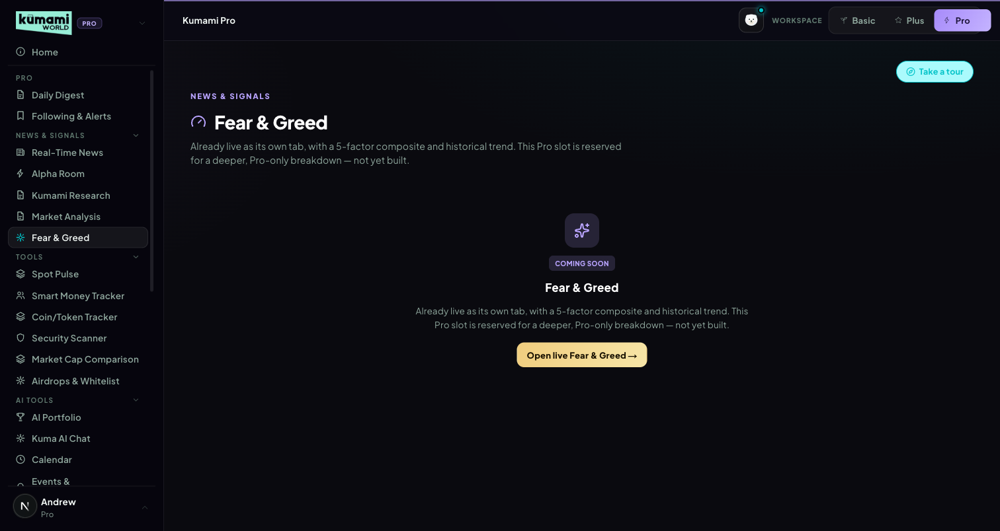 kumami
WORLD
PRO
Home
PRO
Daily Digest
Following & Alerts
NEWS & SIGNALS
Real-Time News
Alpha Room
Kumami Research
Market Analysis
Fear & Greed
TOOLS
Spot Pulse
Smart Money Tracker
Coin/Token Tracker
Security Scanner
Market Cap Comparison
Airdrops & Whitelist
AI TOOLS
AI Portfolio
Kuma AI Chat
Calendar
Events &
N
Andrew
Pro
Kumami Pro
WORKSPACE
Basic
Plus
Pro
Take a tour
NEWS & SIGNALS
Fear & Greed
Already live as its own tab, with a 5-factor composite and historical trend. This Pro slot is reserved
for a deeper, Pro-only breakdown — not yet built.
COMING SOON
Fear & Greed
Already live as its own tab, with a 5-factor composite and historical trend. This
Pro slot is reserved for a deeper, Pro-only breakdown — not yet built.
Open live Fear & Greed →